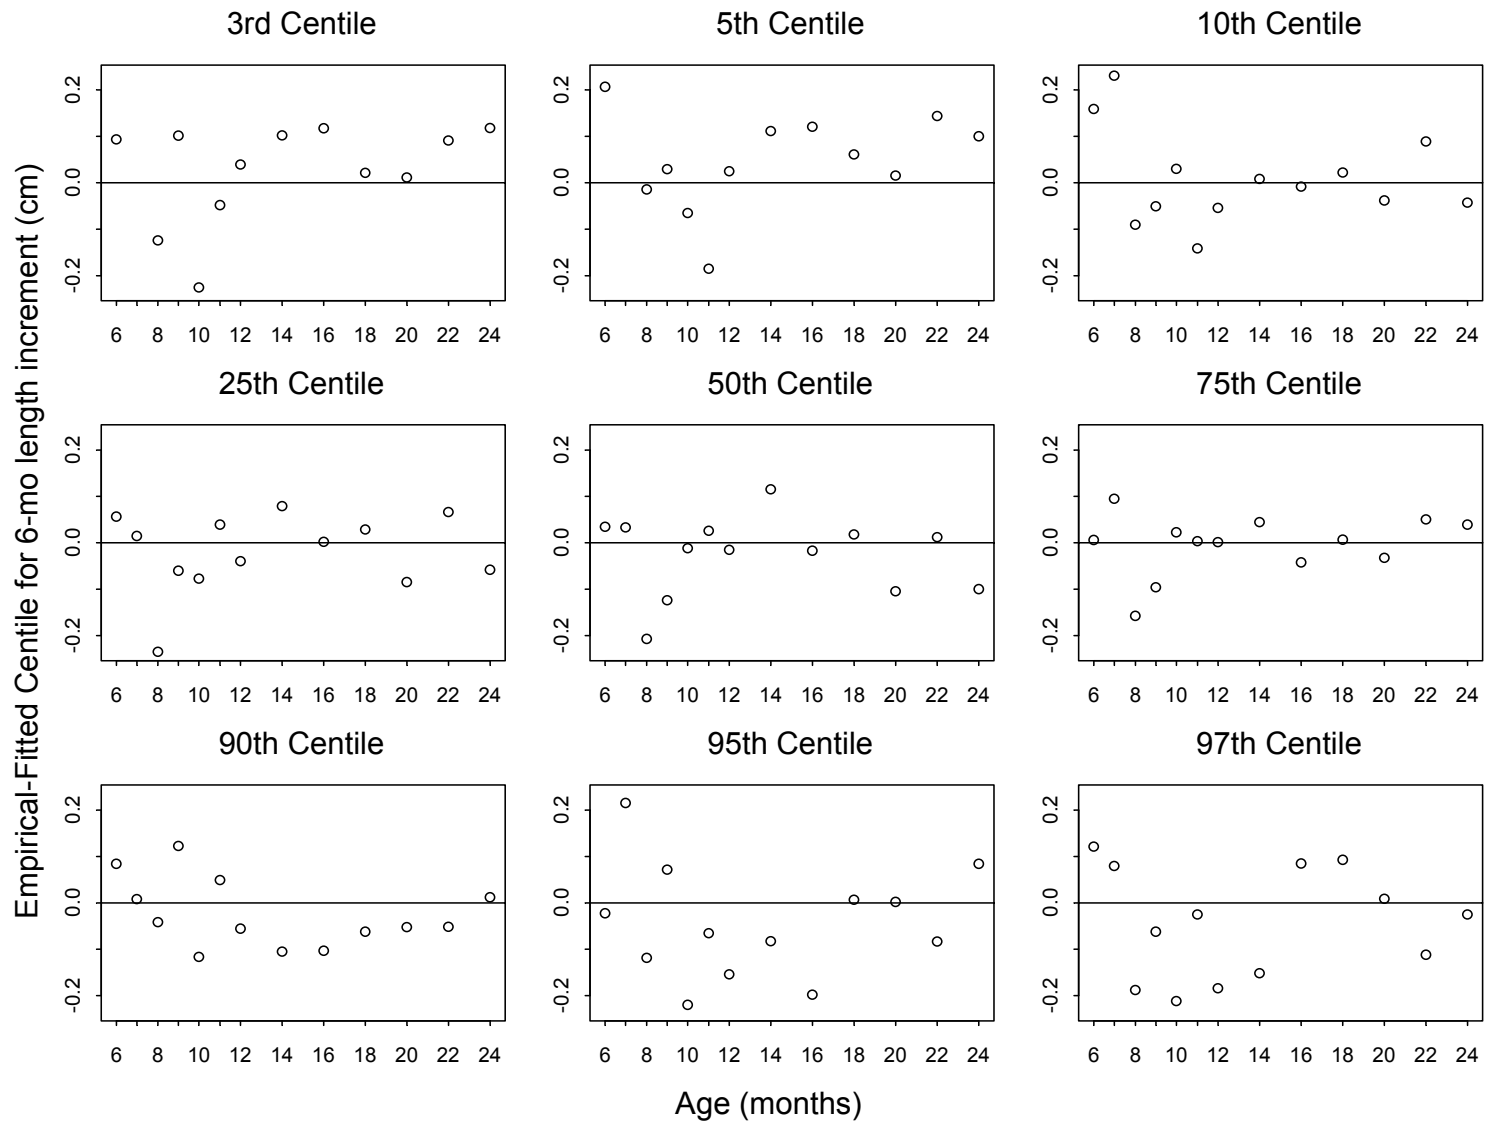 3rd Centile
5th Centile
10th Centile
0.2
0.0
-0.2
6 8 10 12 14 16 18 20 22 24
0.2
0.0
-0.2
6 8 10 12 14 16 18 20 22 24
0.2
0.0
-0.2
6 8 10 12 14 16 18 20 22 24
Empirical-Fitted Centile for 6-mo length increment (cm)
25th Centile
50th Centile
75th Centile
0.2
0.0
-0.2
6 8 10 12 14 16 18 20 22 24
0.2
0.0
-0.2
6 8 10 12 14 16 18 20 22 24
0.2
0.0
-0.2
6 8 10 12 14 16 18 20 22 24
90th Centile
95th Centile
97th Centile
0.2
0.0
-0.2
6 8 10 12 14 16 18 20 22 24
0.2
0.0
-0.2
6 8 10 12 14 16 18 20 22 24
0.2
0.0
-0.2
6 8 10 12 14 16 18 20 22 24
Age (months)